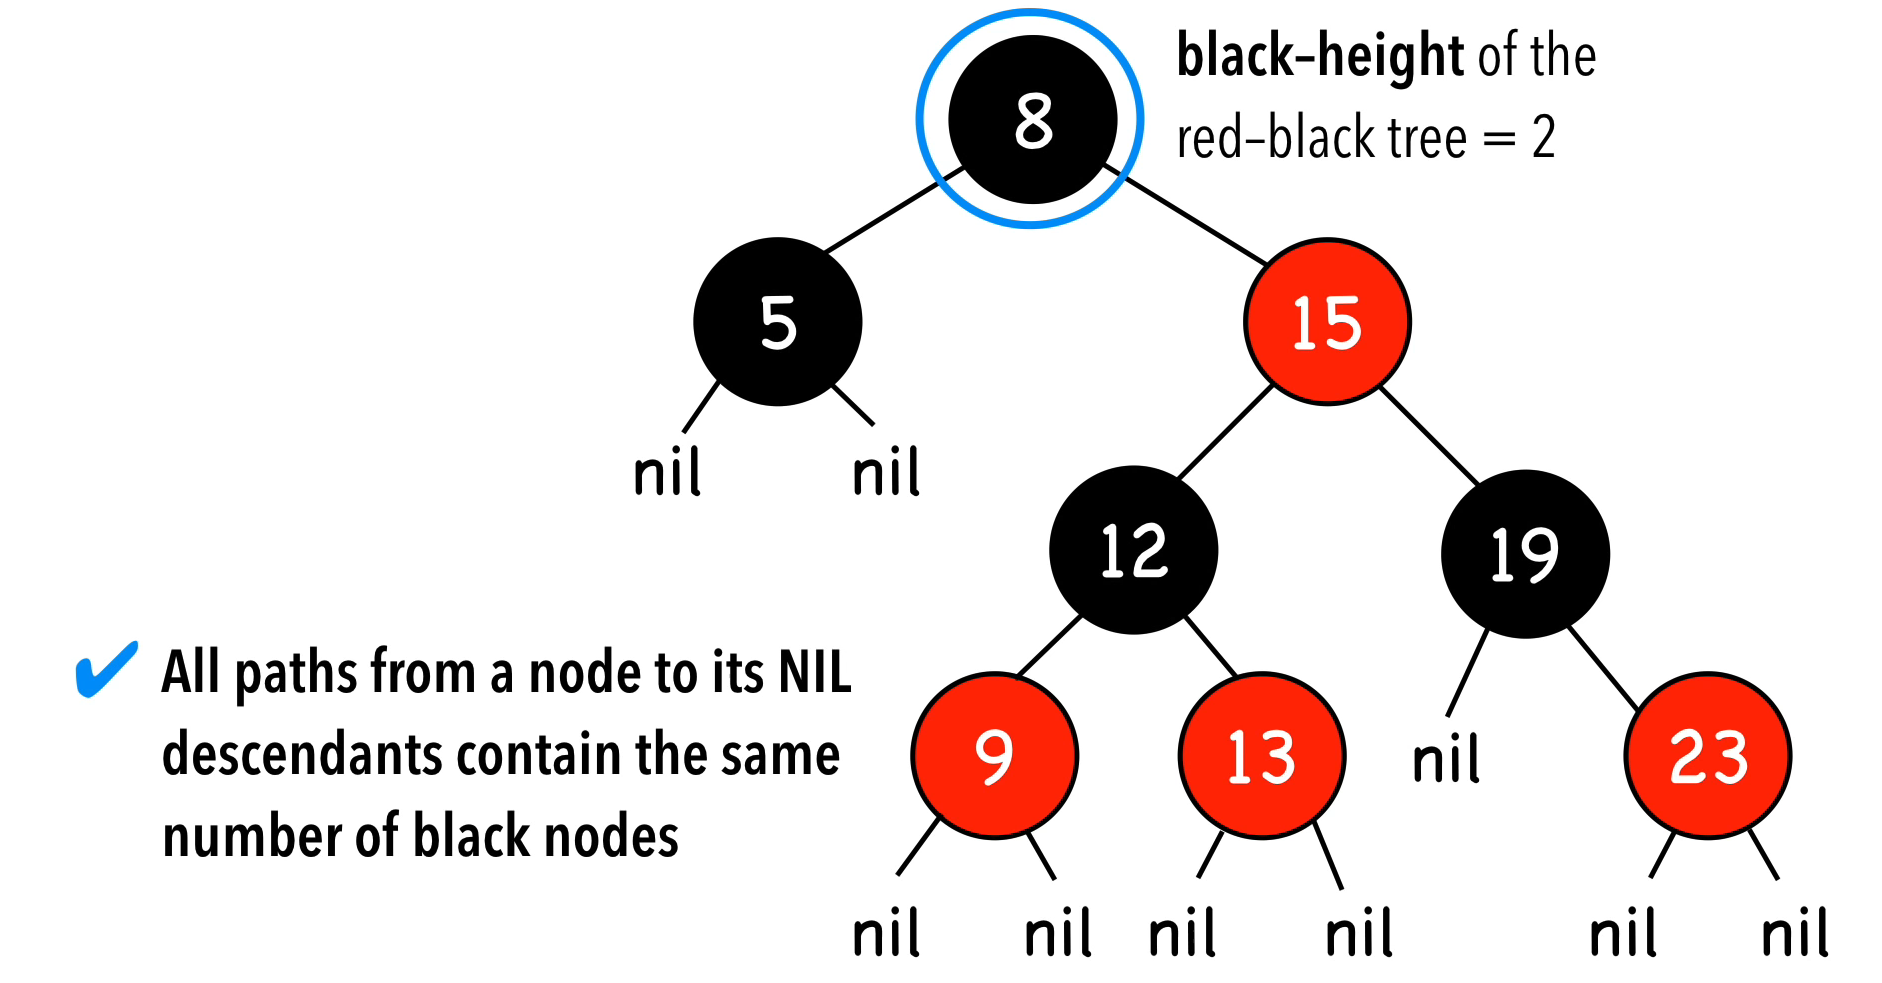 8
black–height of the
red–black tree = 2
5
15
nil
nil
12
19
✔ All paths from a node to its NIL
descendants contain the same
number of black nodes
9
13
nil
23
nil
nil
nil
nil
nil
nil